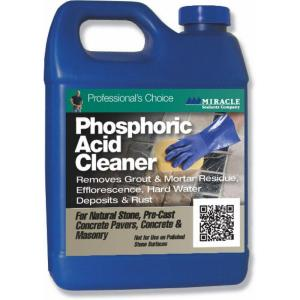 Professional's Choice
MIRACLE
Sealants Company
Phosphoric
Acid
Cleaner
Removes Grout & Mortar Residue,
Efflorescence, Hard Water
Deposits & Rust
For Natural Stone, Pre-Cast
Concrete Pavers, Concrete &
Masonry
Not for Use on Polished
Stone Surfaces